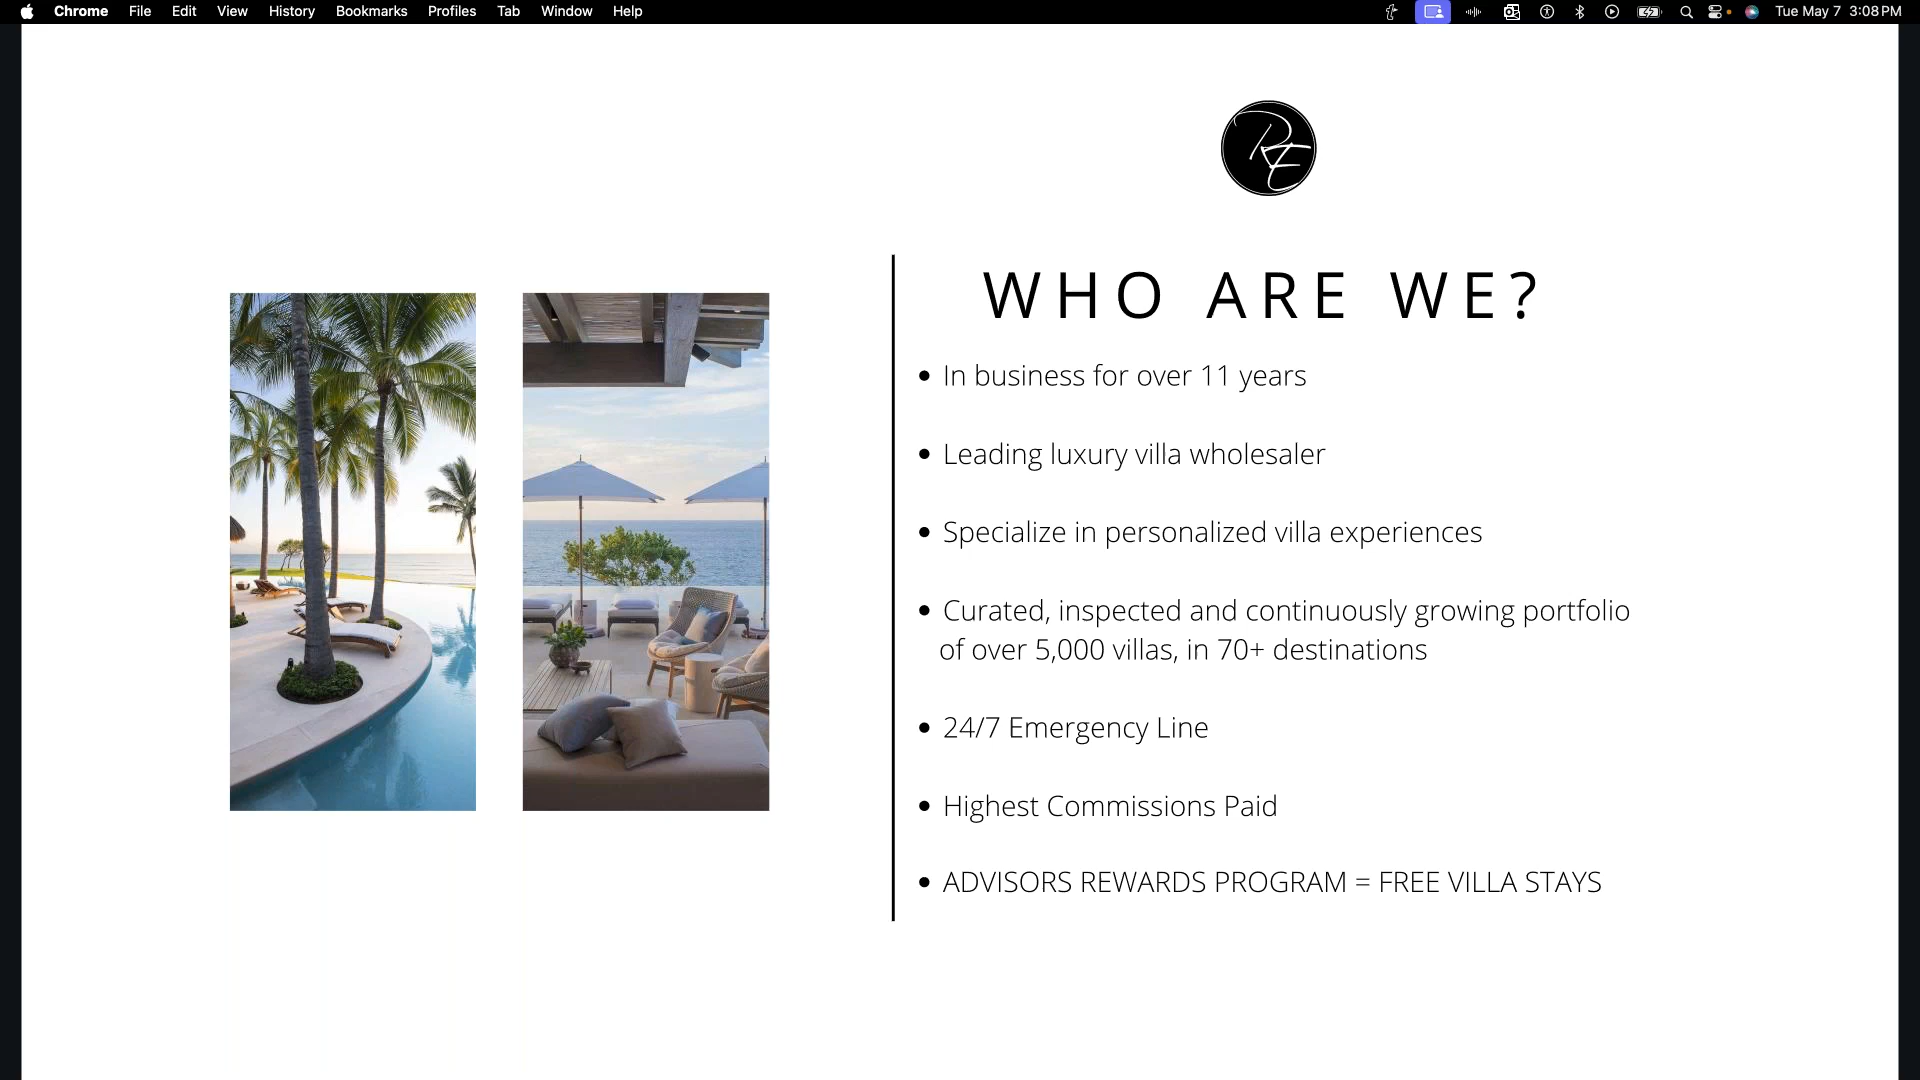 Chrome File Edit View History Bookmarks Profiles Tab Window Help Tue May 7 3:08 PM
RE
WHO ARE WE?
• In business for over 11 years
• Leading luxury villa wholesaler
• Specialize in personalized villa experiences
• Curated, inspected and continuously growing portfolio
of over 5,000 villas, in 70+ destinations
• 24/7 Emergency Line
• Highest Commissions Paid
• ADVISORS REWARDS PROGRAM = FREE VILLA STAYS